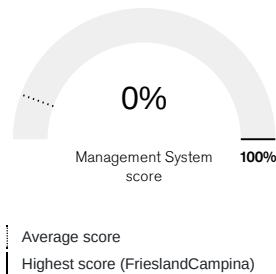 0%
Management System 100%
score
Average score
Highest score (FrieslandCampina)